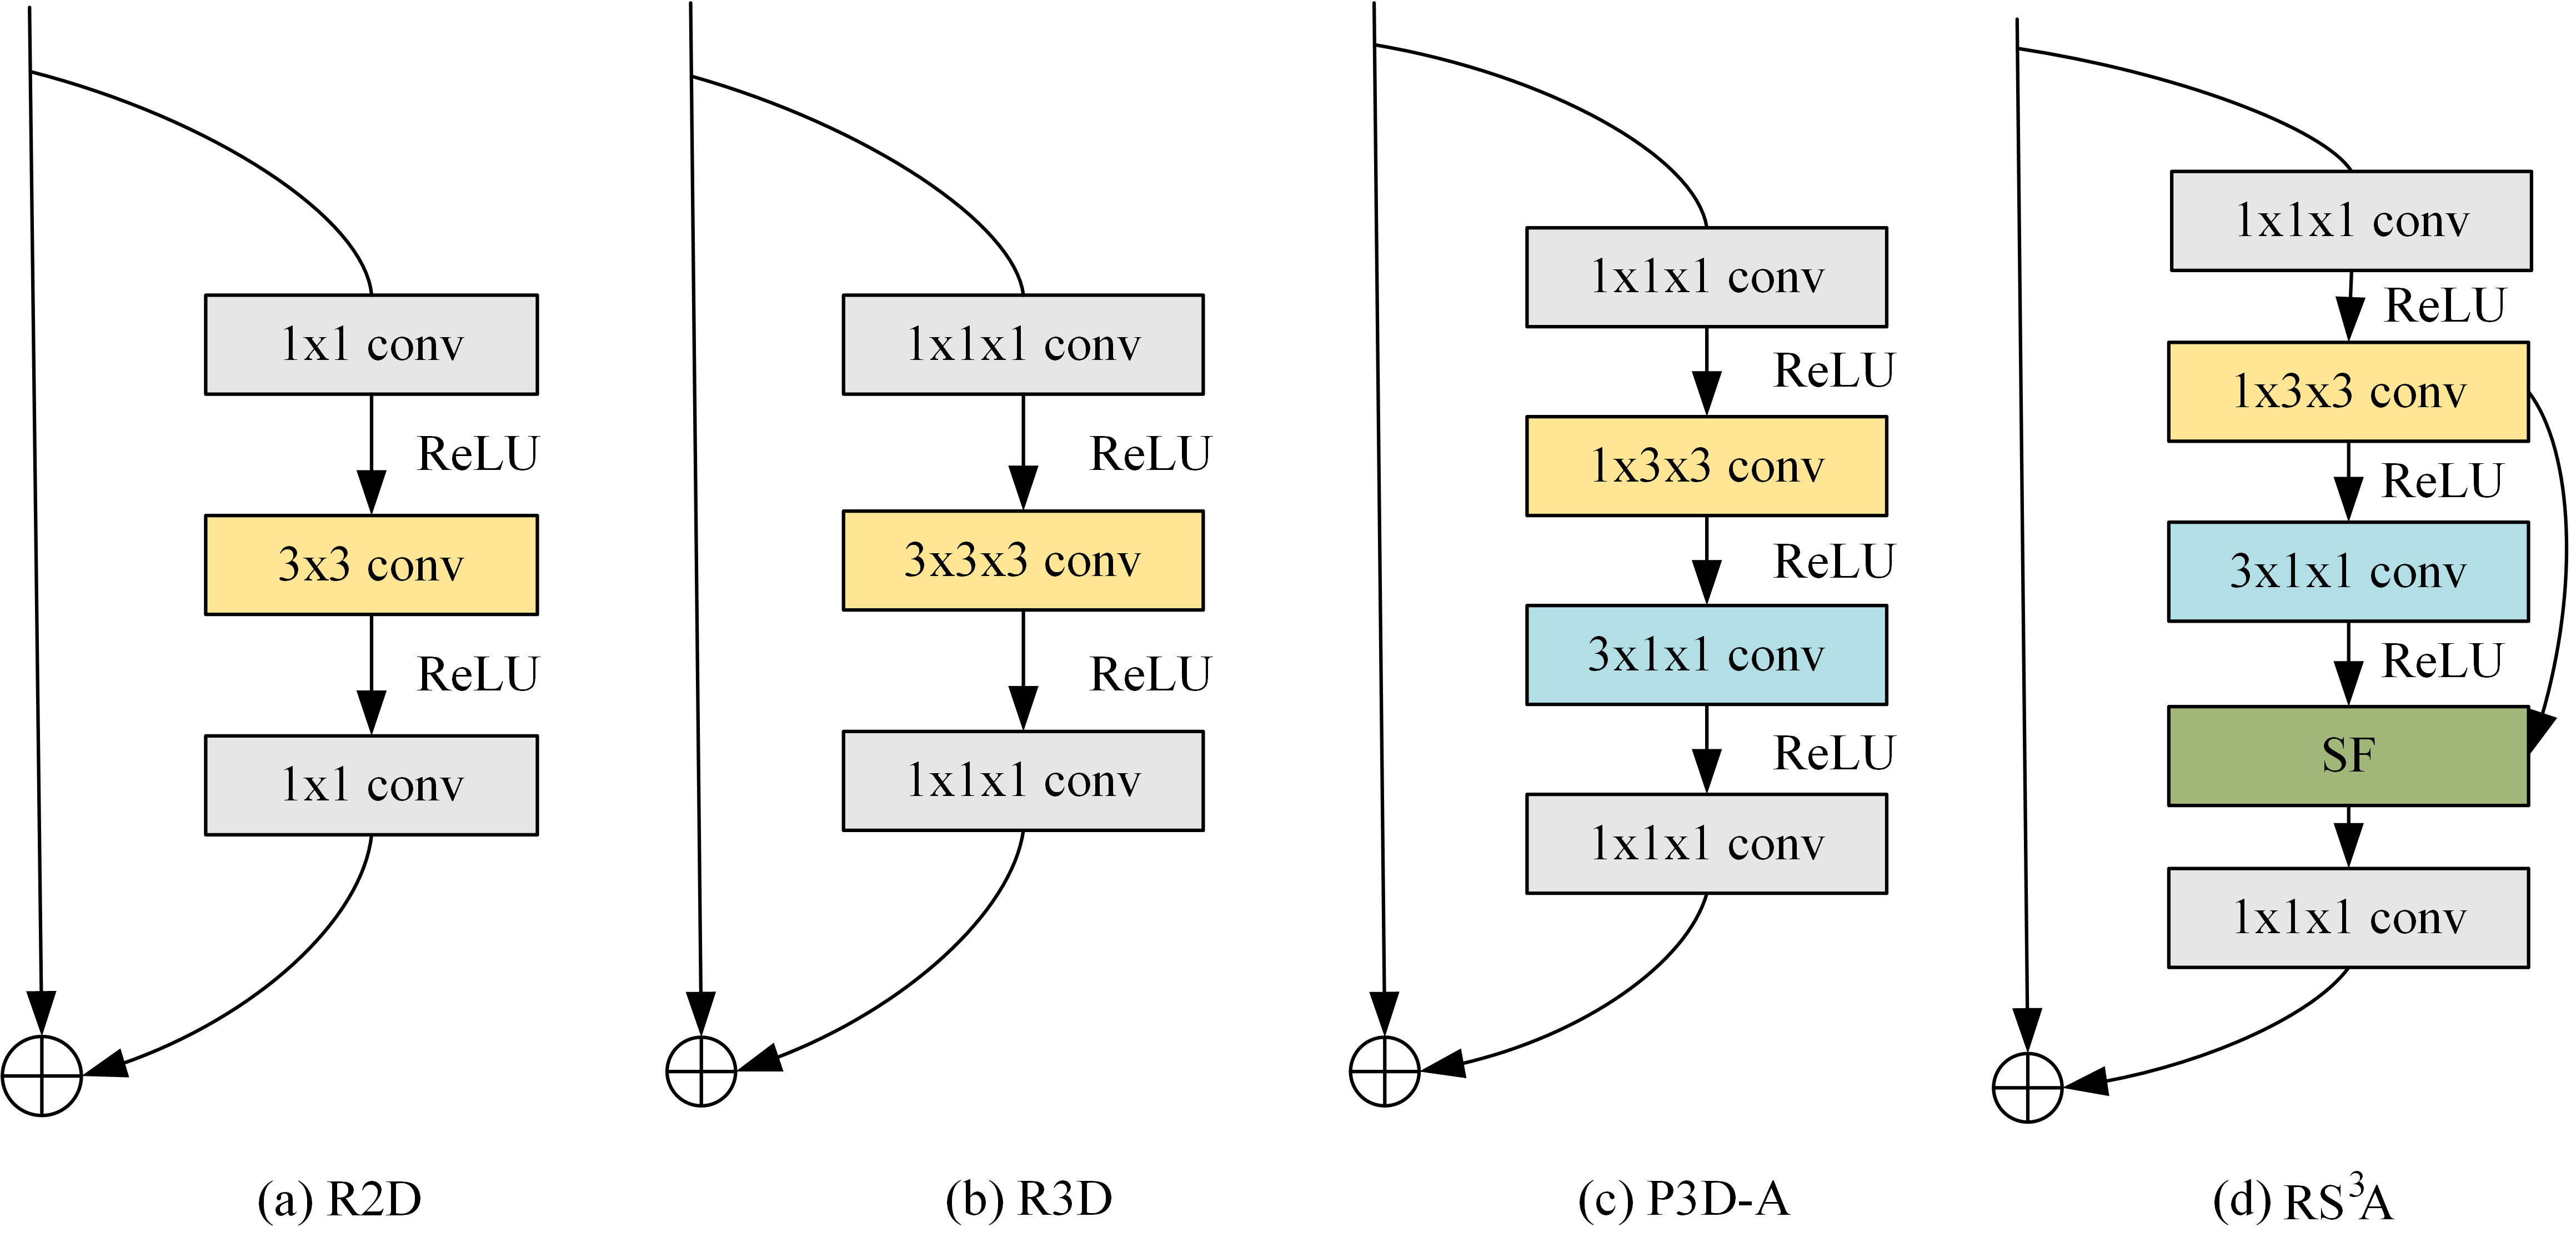 1x1 conv
ReLU
3x3 conv
ReLU
1x1 conv
(a) R2D
1x1x1 conv
ReLU
3x3x3 conv
ReLU
1x1x1 conv
(b) R3D
1x1x1 conv
ReLU
1x3x3 conv
ReLU
3x1x1 conv
ReLU
1x1x1 conv
(c) P3D-A
1x1x1 conv
ReLU
1x3x3 conv
ReLU
3x1x1 conv
ReLU
SF
1x1x1 conv
(d) RS³A